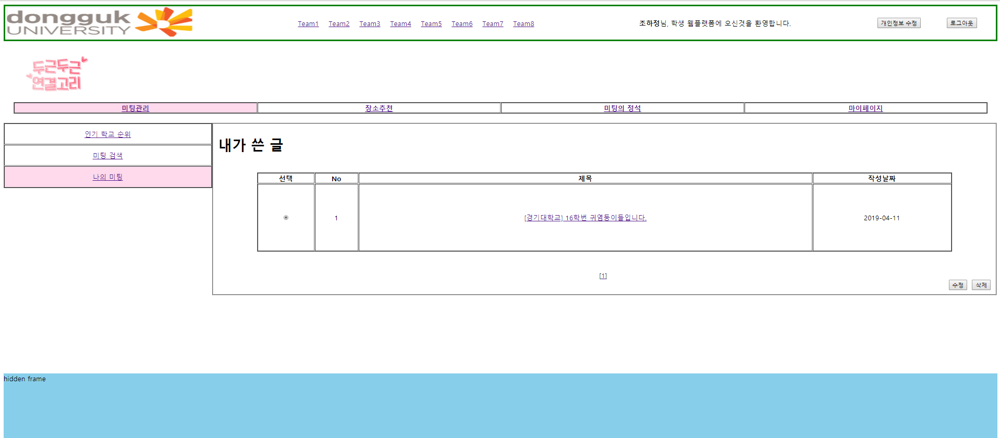 dongguk
UNIVERSITY
Team1 Team2 Team3 Team4 Team5 Team6 Team7 Team8
조하정님, 학생 웹플랫폼에 오신것을 환영합니다.
개인정보 수정
로그아웃
두근두근
연결고리
미팅관리 장소추천 미팅의 정석 마이페이지
인기 학교 순위
미팅 검색
나의 미팅
내가 쓴 글
선택 No 제목 작성날짜
1 [경기대학교] 16학번 귀염둥이들입니다. 2019-04-11
[1]
수정 삭제
hidden frame